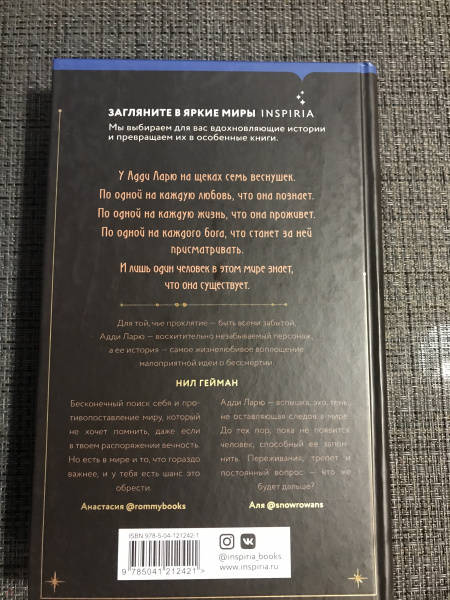 ЗАГЛЯНИТЕ В ЯРКИЕ МИРЫ INSPIRIA
Мы выбираем для вас вдохновляющие истории
и превращаем их в особенные книги.
У Адди Ларю на щеках семь веснушек.
По одной на каждую любовь, что она познает.
По одной на каждую жизнь, что она проживет.
По одной на каждого бога, что станет за ней
присматривать.
И лишь один человек в этом мире знает,
что она существует.
Для той, чье проклятие — быть всеми забытой,
Адди Ларю — восхитительно незабываемый персонаж,
а ее история — самое жизнелюбивое воплощение
малоприятной идеи о бессмертии.
НИЛ ГЕЙМАН
Бесконечный поиск себя и про-
тивопоставление миру, который
не хочет помнить, даже если
в твоем распоряжении вечность.
Но есть в мире и то, что гораздо
важнее, и у тебя есть шанс это
обрести.
Анастасия @rommybooks
Адди Ларю — вспышка, эхо, тень,
не оставляющая следов в мире.
До тех пор, пока не появится
человек, способный ее запом-
нить. Переживания, трепет и
постоянный вопрос — что же
будет дальше?
Аля @snowrowans
ISBN 978-5-04-121242-1
9 785041 212421 >
@inspiria_books
www.inspiria.ru